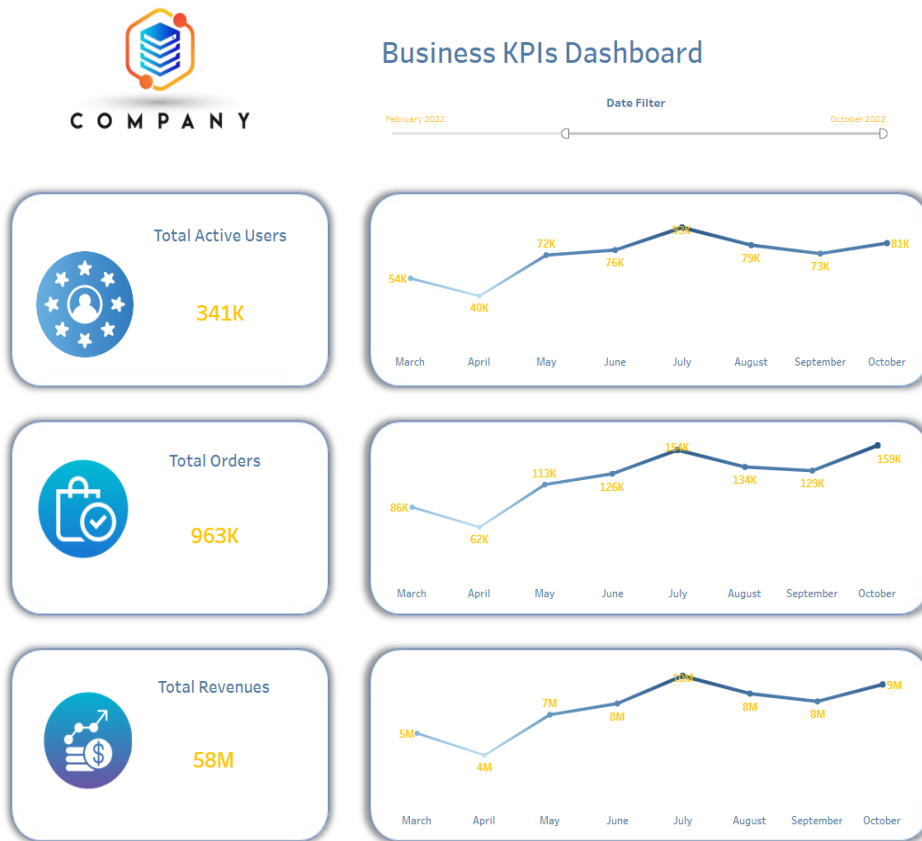 COMPANY
Business KPIs Dashboard
Date Filter
February 2022
October 2022
Total Active Users
341K
54K
40K
72K
76K
93K
79K
73K
81K
March April May June July August September October
Total Orders
963K
86K
62K
113K
126K
154K
134K
129K
159K
March April May June July August September October
Total Revenues
58M
5M
4M
7M
8M
10M
8M
8M
9M
March April May June July August September October